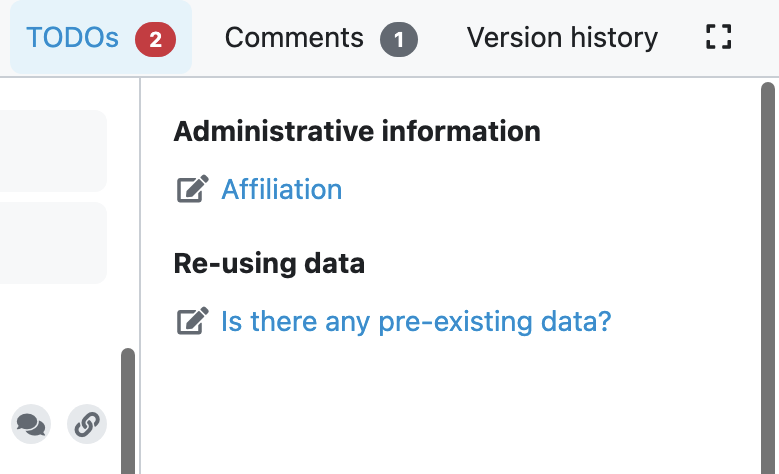 TODOs 2 Comments 1 Version history
Administrative information
Affiliation
Re-using data
Is there any pre-existing data?